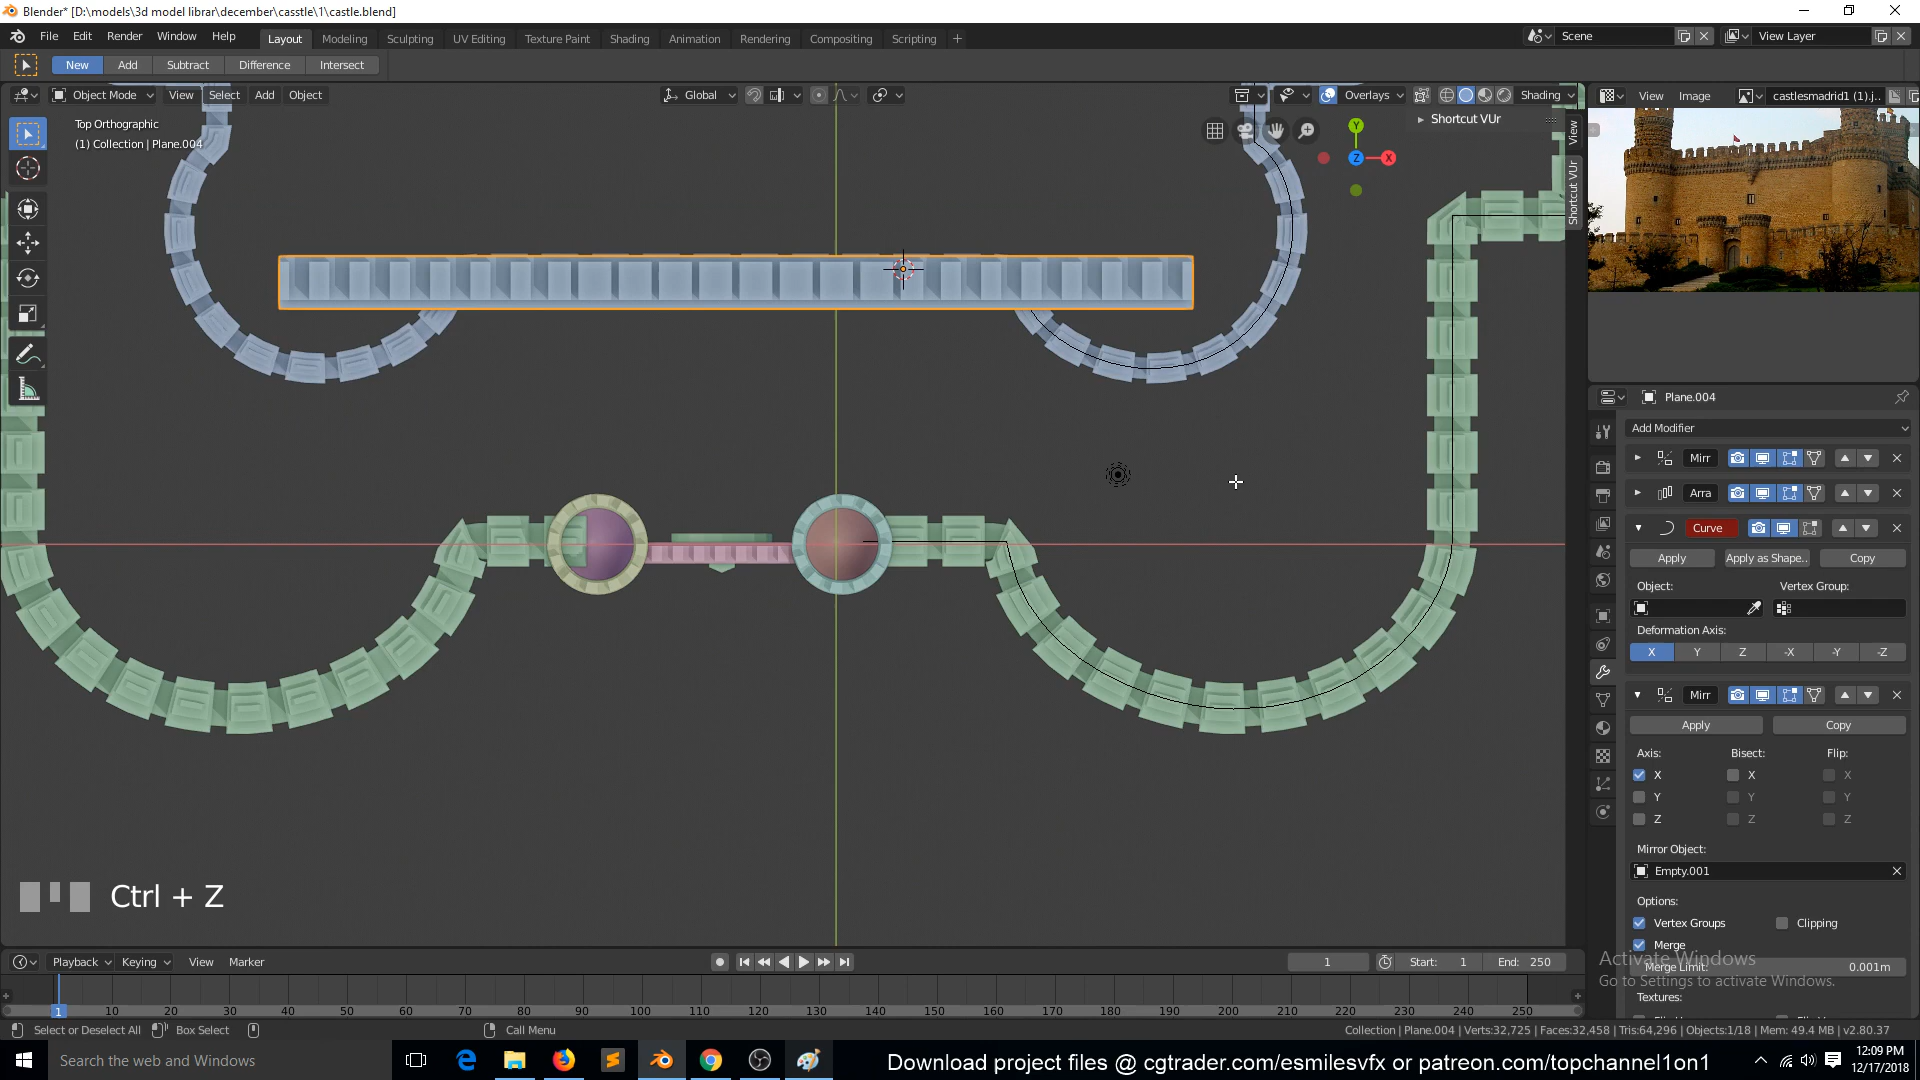 Blender* [D:\models\3d model librar\december\casstle\1\castle.blend]
File Edit Render Window Help Layout Modeling Sculpting UV Editing Texture Paint Shading Animation Rendering Compositing Scripting + Scene View Layer
New Add Subtract Difference Intersect
Object Mode View Select Add Object Global Overlays Shading View Image castlesmadrid1 (1).j..
Top Orthographic
(1) Collection | Plane.004
Shortcut VUr
View
Shortcut VUr
Y
Z
X
Plane.004
Add Modifier
Mirr
Arra
Curve
Apply Apply as Shape.. Copy
Object: Vertex Group:
Deformation Axis:
X Y Z -X -Y -Z
Mirr
Apply Copy
Axis: Bisect: Flip:
X X X
Y Y Y
Z Z Z
Mirror Object:
Empty.001
Options:
Vertex Groups Clipping
Merge
Merge Limit: 0.001m
Textures:
Activate Windows
Go to Settings to activate Windows.
Ctrl + Z
Playback Keying View Marker 1 Start: 1 End: 250
1 10 20 30 40 50 60 70 80 90 100 110 120 130 140 150 160 170 180 190 200 210 220 230 240 250
Select or Deselect All Box Select Call Menu Collection | Plane.004 | Verts:32,725 | Faces:32,458 | Tris:64,296 | Objects:1/18 | Mem: 49.4 MB | v2.80.37
Search the web and Windows
Download project files @ cgtrader.com/esmilesvfx or patreon.com/topchannel1on1
12:09 PM
12/17/2018